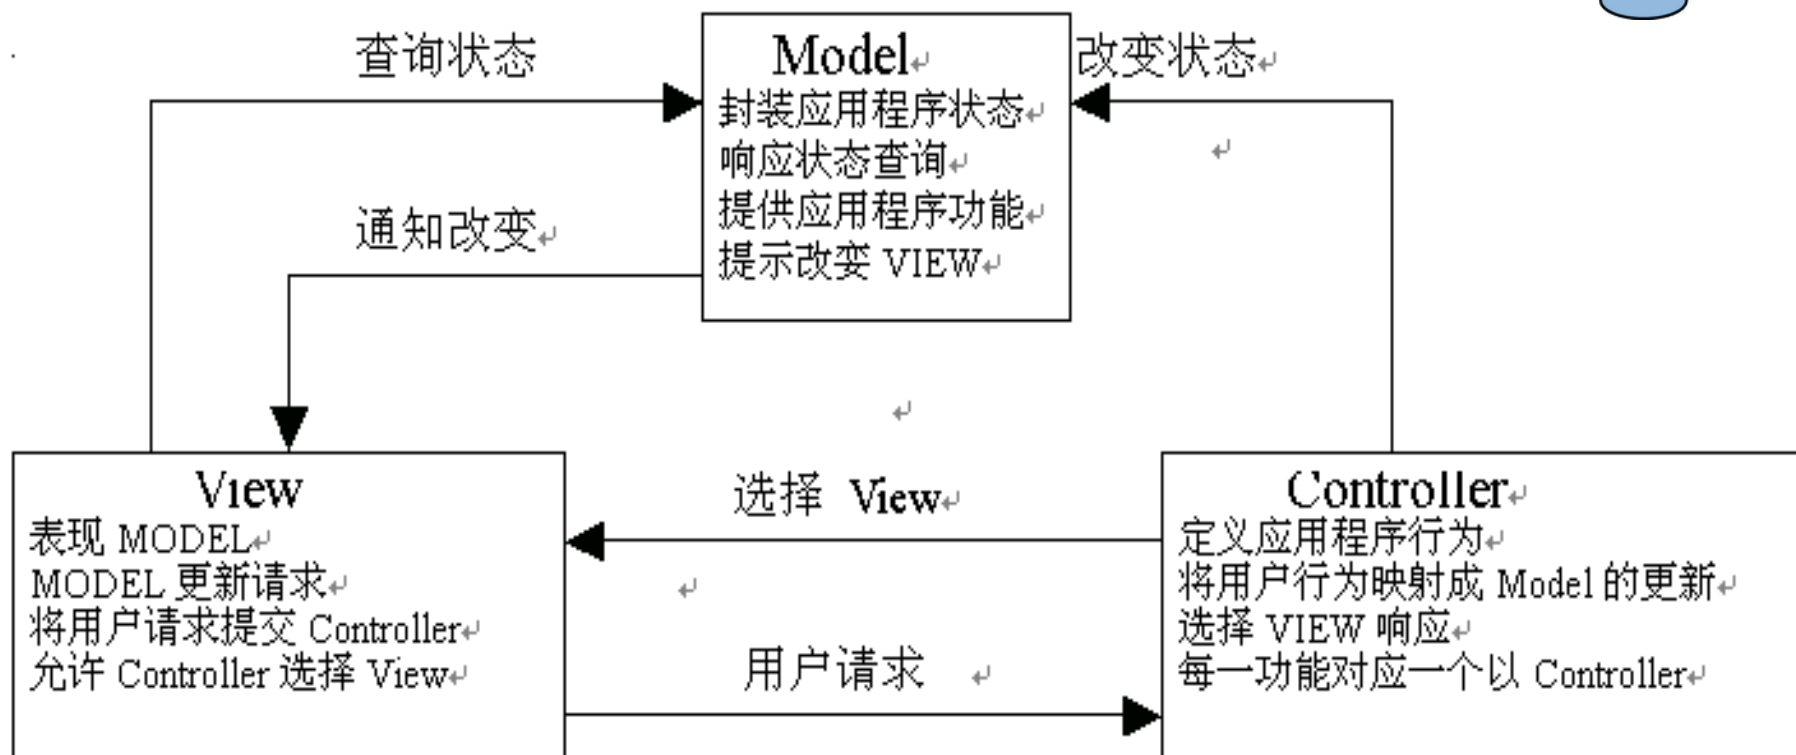 查询状态
Model
改变状态
封装应用程序状态
响应状态查询
提供应用程序功能
提示改变 VIEW
通知改变
View
表现 MODEL
MODEL 更新请求
将用户请求提交 Controller
允许 Controller 选择 View
选择 View
用户请求
Controller
定义应用程序行为
将用户行为映射成 Model 的更新
选择 VIEW 响应
每一功能对应一个以 Controller